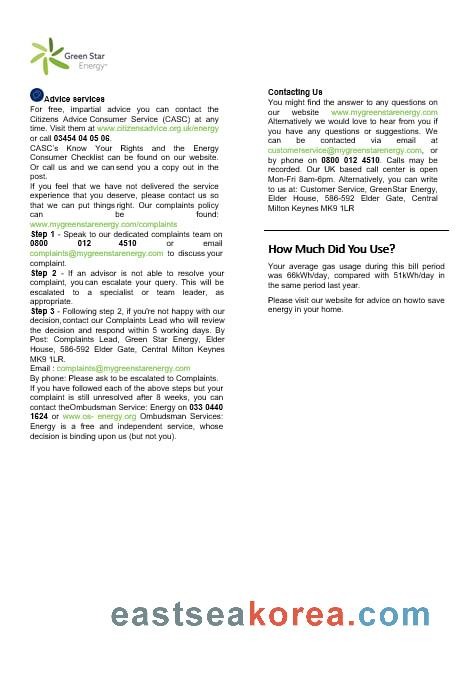 Green Star
Energy™
Advice services
For free, impartial advice you can contact the
Citizens Advice Consumer Service (CASC) at any
time. Visit them at www.citizensadvice.org.uk/energy
or call 03454 04 05 06.
CASC's Know Your Rights and the Energy
Consumer Checklist can be found on our website.
Or call us and we can send you a copy out in the
post.
If you feel that we have not delivered the service
experience that you deserve, please contact us so
that we can put things right. Our complaints policy
can be found:
www.mygreenstarenergy.com/complaints
Step 1 - Speak to our dedicated complaints team on
0800 012 4510 or email
complaints@mygreenstarenergy.com to discuss your
complaint.
Step 2 - If an advisor is not able to resolve your
complaint, you can escalate your query. This will be
escalated to a specialist or team leader, as
appropriate.
Step 3 - Following step 2, if you're not happy with our
decision, contact our Complaints Lead who will review
the decision and respond within 5 working days. By
Post: Complaints Lead, Green Star Energy, Elder
House, 586-592 Elder Gate, Central Milton Keynes
MK9 1LR.
Email : complaints@mygreenstarenergy.com
By phone: Please ask to be escalated to Complaints.
If you have followed each of the above steps but your
complaint is still unresolved after 8 weeks, you can
contact theOmbudsman Service: Energy on 033 0440
1624 or www.os- energy.org Ombudsman Services:
Energy is a free and independent service, whose
decision is binding upon us (but not you).
Contacting Us
You might find the answer to any questions on
our website www.mygreenstarenergy.com
Alternatively we would love to hear from you if
you have any questions or suggestions. We
can be contacted via email at
customerservice@mygreenstarenergy.com, or
by phone on 0800 012 4510. Calls may be
recorded. Our UK based call center is open
Mon-Fri 8am-6pm. Alternatively, you can write
to us at: Customer Service, GreenStar Energy,
Elder House, 586-592 Elder Gate, Central
Milton Keynes MK9 1LR
How Much Did You Use?
Your average gas usage during this bill period
was 66kWh/day, compared with 51kWh/day in
the same period last year.
Please visit our website for advice on howto save
energy in your home.
eastseakorea.com